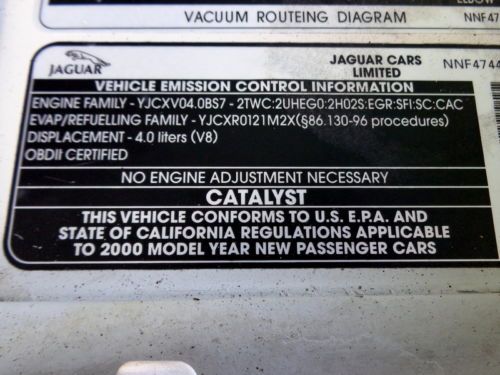 ELBOW
VACUUM ROUTEING DIAGRAM NNF47
JAGUAR
JAGUAR CARS
LIMITED
NNF4744
VEHICLE EMISSION CONTROL INFORMATION
ENGINE FAMILY - YJCXV04.0BS7 - 2TWC:2UHEG0:2H02S:EGR:SFI:SC:CAC
EVAP/REFUELLING FAMILY - YJCXR0121M2X(§86.130-96 procedures)
DISPLACEMENT - 4.0 liters (V8)
OBDII CERTIFIED
NO ENGINE ADJUSTMENT NECESSARY
CATALYST
THIS VEHICLE CONFORMS TO U.S. E.P.A. AND
STATE OF CALIFORNIA REGULATIONS APPLICABLE
TO 2000 MODEL YEAR NEW PASSENGER CARS